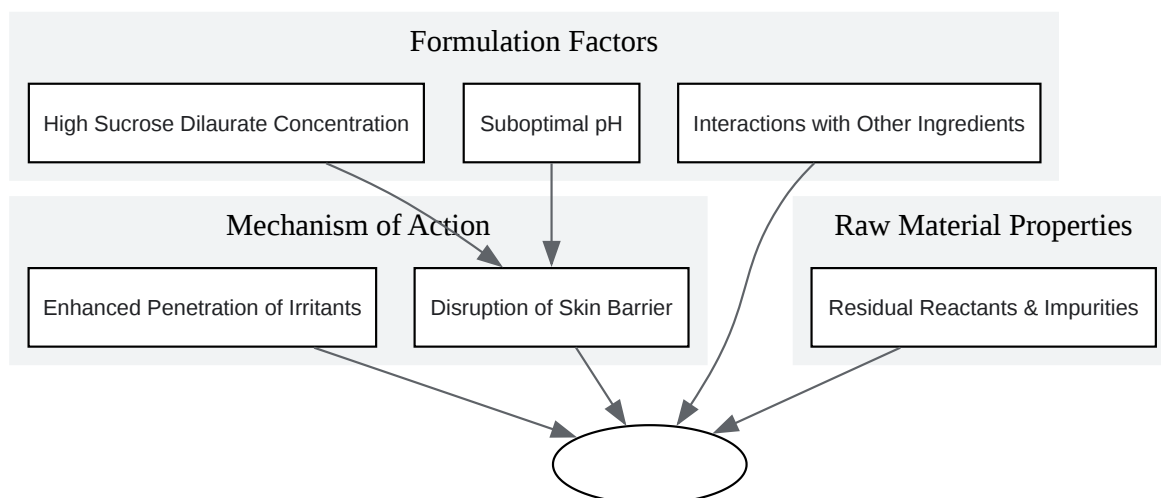 Formulation Factors
High Sucrose Dilaurate Concentration
Suboptimal pH
Interactions with Other Ingredients
Mechanism of Action
Raw Material Properties
Enhanced Penetration of Irritants
Disruption of Skin Barrier
Residual Reactants & Impurities